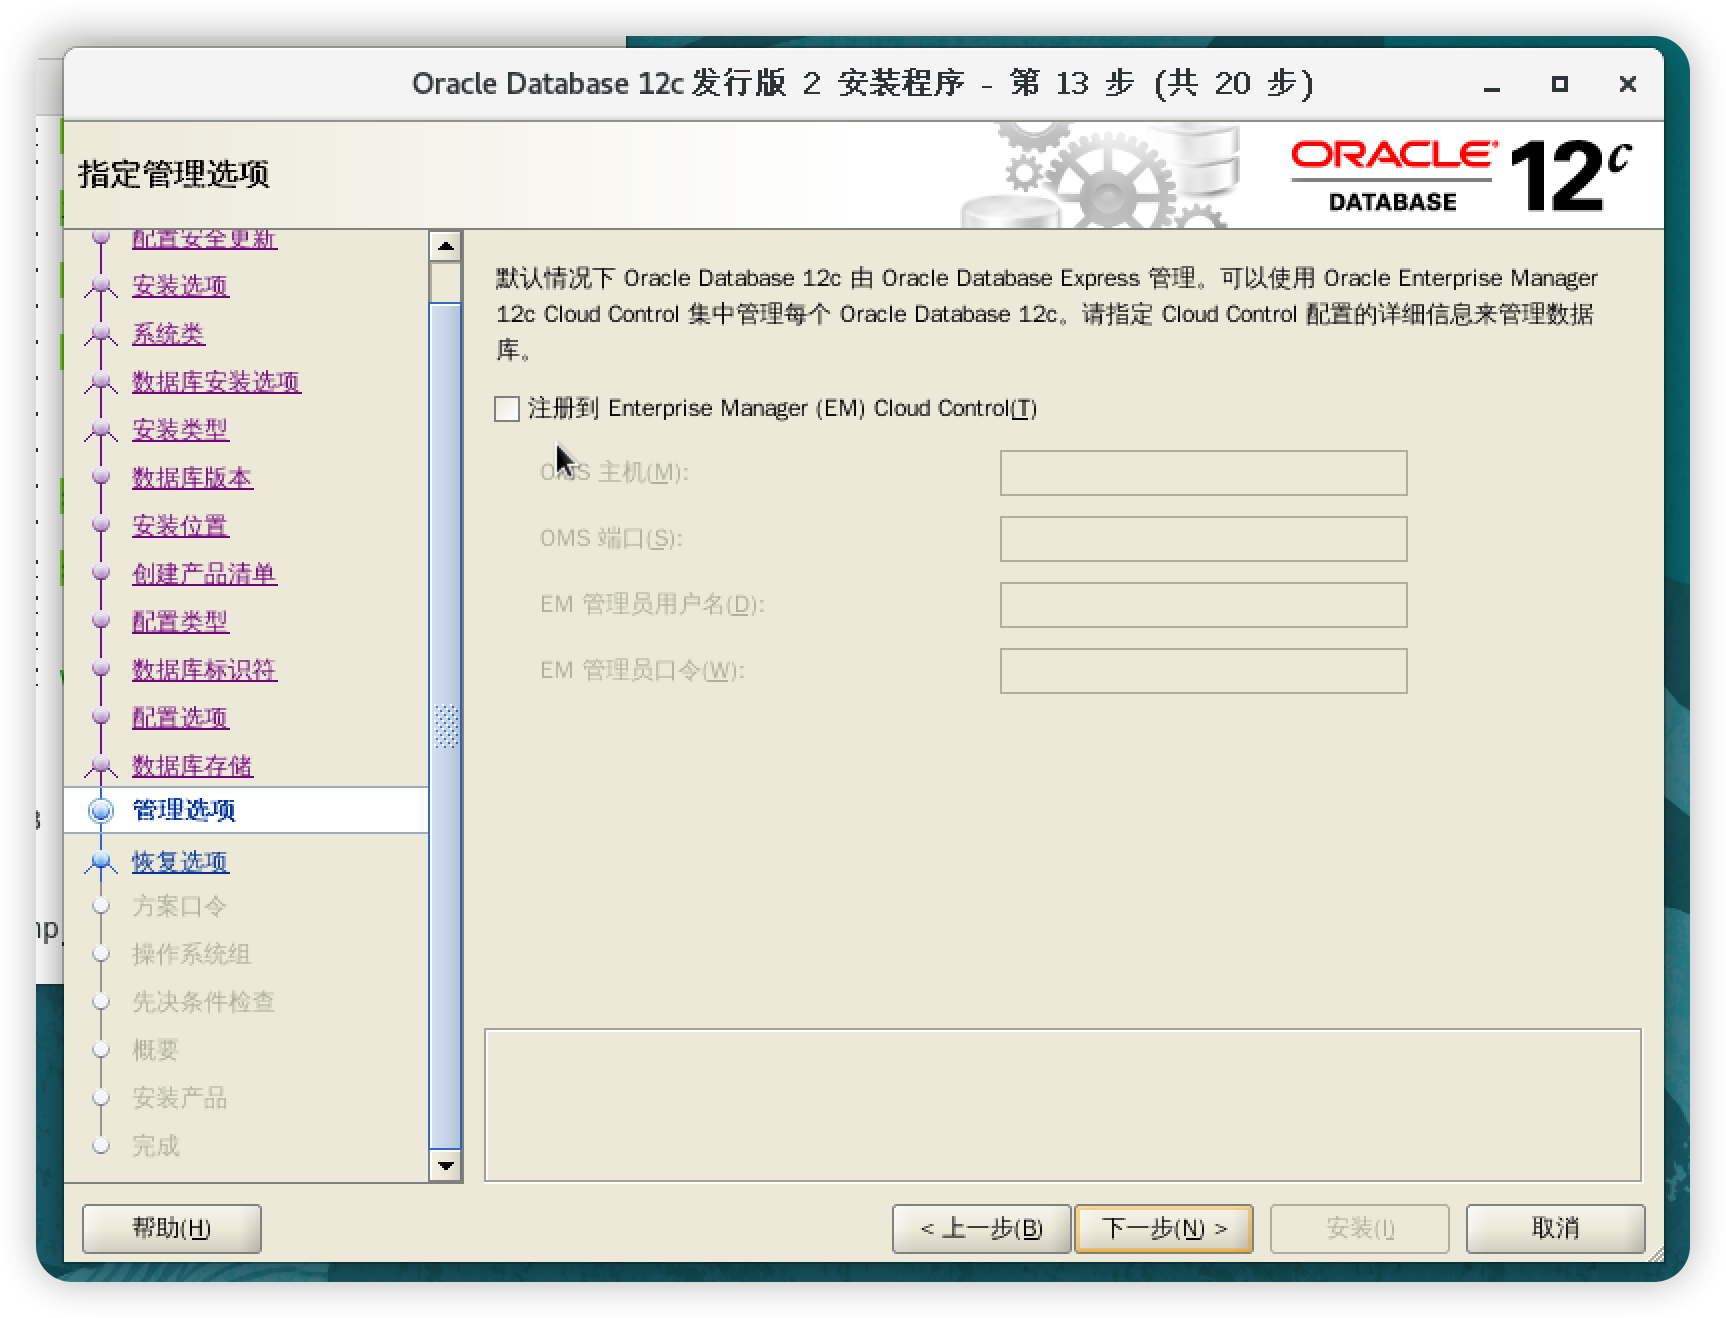 Oracle Database 12c 发行版 2 安装程序 - 第 13 步 (共 20 步)
指定管理选项
ORACLE
DATABASE
12c
配置安全更新
安装选项
系统类
数据库安装选项
安装类型
数据库版本
安装位置
创建产品清单
配置类型
数据库标识符
配置选项
数据库存储
管理选项
恢复选项
方案口令
操作系统组
先决条件检查
概要
安装产品
完成
默认情况下 Oracle Database 12c 由 Oracle Database Express 管理。可以使用 Oracle Enterprise Manager
12c Cloud Control 集中管理每个 Oracle Database 12c。请指定 Cloud Control 配置的详细信息来管理数据
库。
注册到 Enterprise Manager (EM) Cloud Control(T)
OMS 主机(M):
OMS 端口(S):
EM 管理员用户名(D):
EM 管理员口令(W):
帮助(H)
< 上一步(B)
下一步(N) >
安装(I)
取消